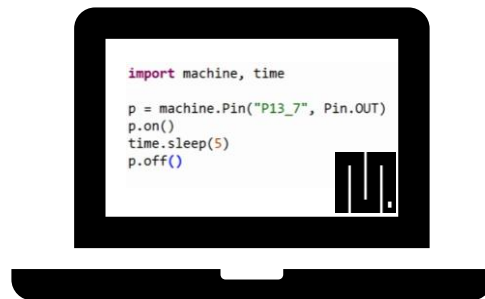 import machine, time
p = machine.Pin("P13_7", Pin.OUT)
p.on()
time.sleep(5)
p.off()